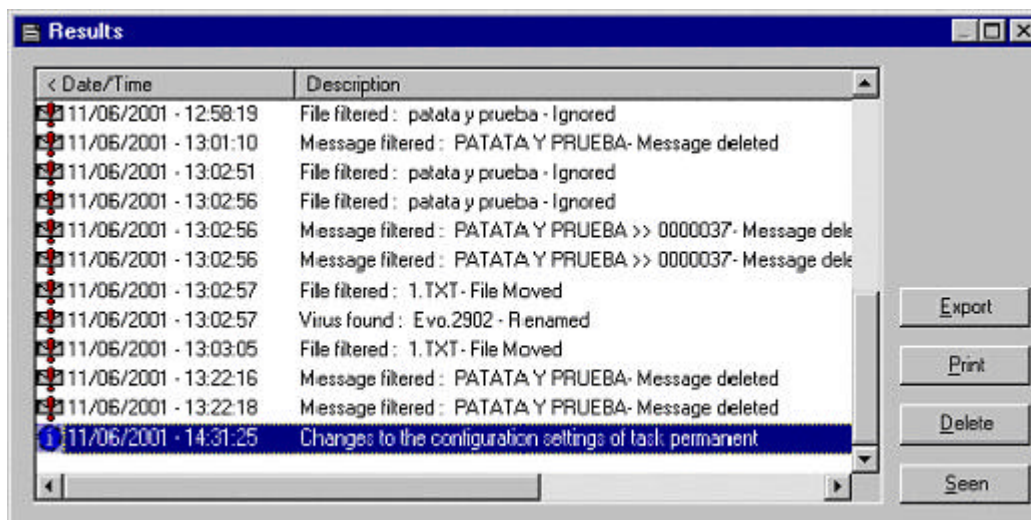 Results
< Date/Time Description
11/06/2001 - 12:58:19 File filtered : patata y prueba - Ignored
11/06/2001 - 13:01:10 Message filtered : PATATA Y PRUEBA- Message deleted
11/06/2001 - 13:02:51 File filtered : patata y prueba - Ignored
11/06/2001 - 13:02:56 File filtered : patata y prueba - Ignored
11/06/2001 - 13:02:56 Message filtered : PATATA Y PRUEBA >> 0000037- Message dele
11/06/2001 - 13:02:56 Message filtered : PATATA Y PRUEBA >> 0000037- Message dele
11/06/2001 - 13:02:57 File filtered : 1.TXT- File Moved
11/06/2001 - 13:02:57 Virus found : Evo.2902 - Renamed
11/06/2001 - 13:03:05 File filtered : 1.TXT- File Moved
11/06/2001 - 13:22:16 Message filtered : PATATA Y PRUEBA- Message deleted
11/06/2001 - 13:22:18 Message filtered : PATATA Y PRUEBA- Message deleted
11/06/2001 - 14:31:25 Changes to the configuration settings of task permanent
Export
Print
Delete
Seen